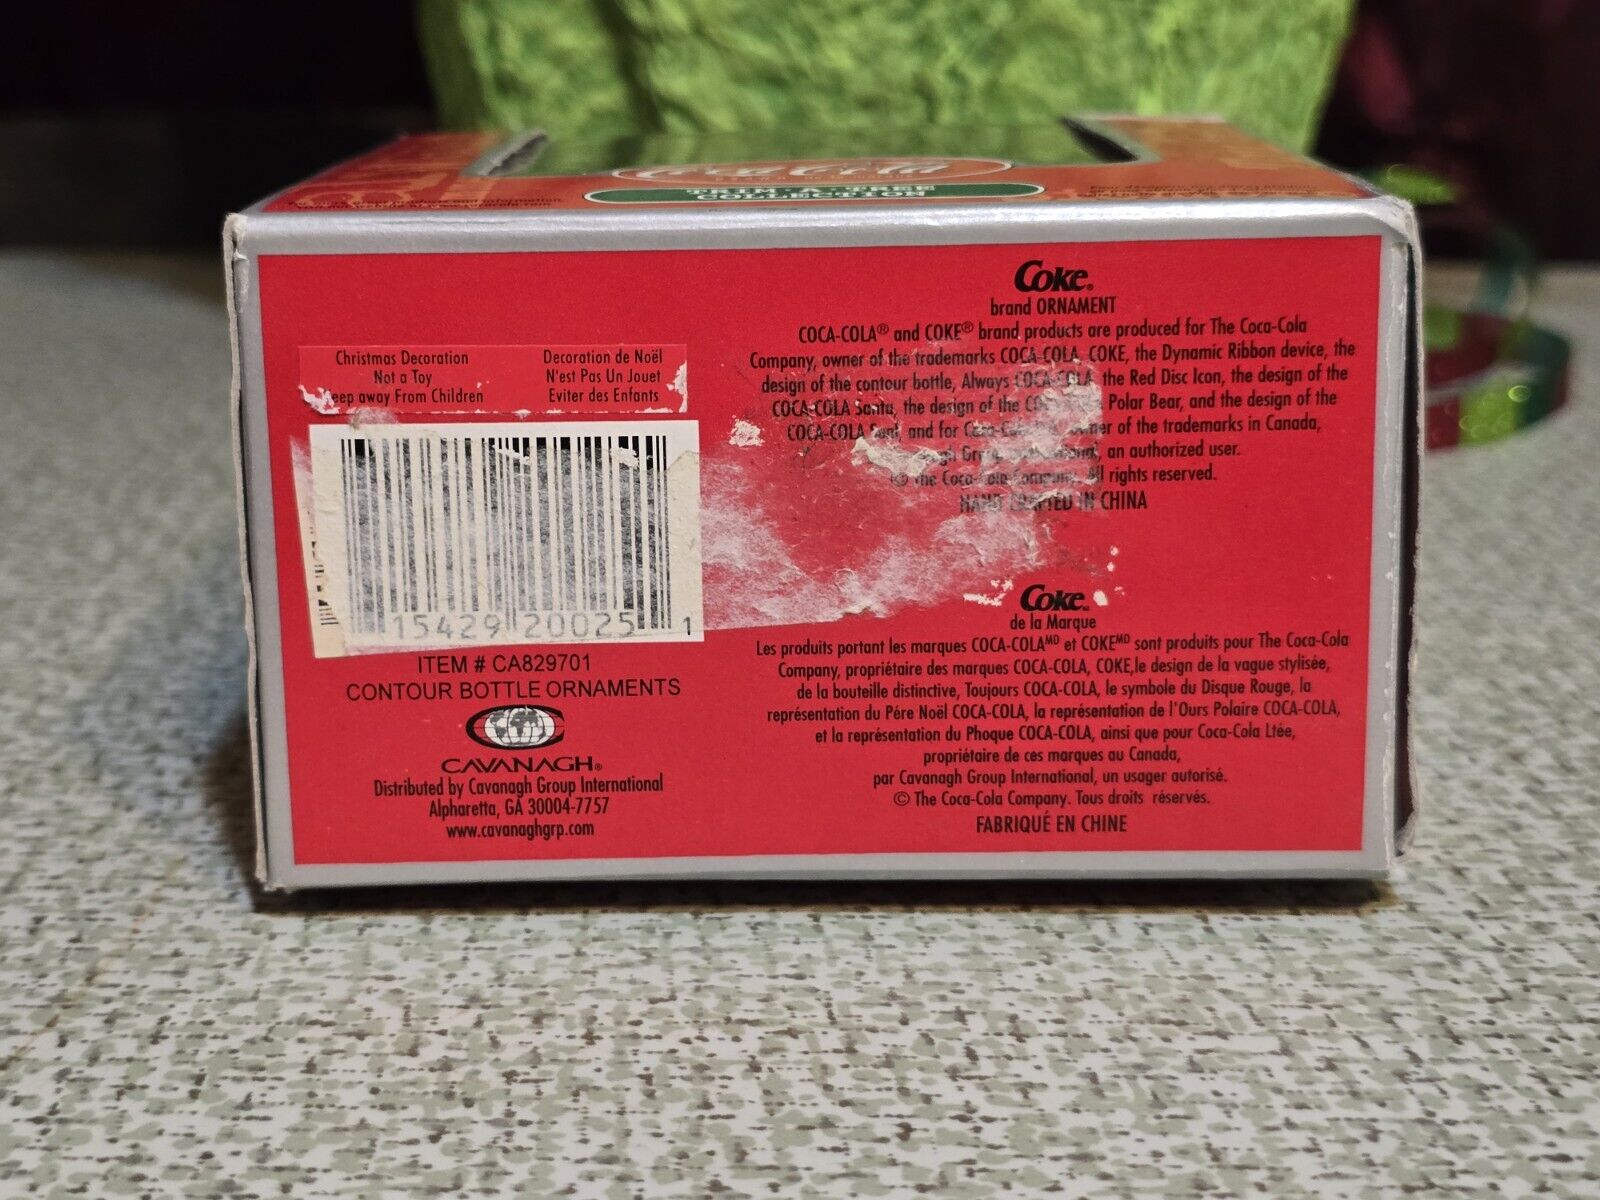 Coca-Cola
TRIM·A·TREE
COLLECTION
Christmas Decoration
Not a Toy
eep away From Children
Decoration de Noël
N'est Pas Un Jouet
Eviter des Enfants
15429 20025 1
ITEM # CA829701
CONTOUR BOTTLE ORNAMENTS
CAVANAGH®
Distributed by Cavanagh Group International
Alpharetta, GA 30004-7757
www.cavanaghgrp.com
Coke®
brand ORNAMENT
COCA-COLA® and COKE® brand products are produced for The Coca-Cola
Company, owner of the trademarks COCA-COLA, COKE, the Dynamic Ribbon device, the
design of the contour bottle, Always COCA-COLA, the Red Disc Icon, the design of the
COCA-COLA Santa, the design of the Polar Bear, and the design of the
COCA-COLA Seal, and for of the trademarks in Canada,
an authorized user.
© The Coca-Cola Company. All rights reserved.
HAND CRAFTED IN CHINA
Coke®
de la Marque
Les produits portant les marques COCA-COLAMD et COKEMD sont produits pour The Coca-Cola
Company, propriétaire des marques COCA-COLA, COKE,le design de la vague stylisée,
de la bouteille distinctive, Toujours COCA-COLA, le symbole du Disque Rouge, la
représentation du Pére Noël COCA-COLA, la représentation de l'Ours Polaire COCA-COLA,
et la représentation du Phoque COCA-COLA, ainsi que pour Coca-Cola Ltée,
propriétaire de ces marques au Canada,
par Cavanagh Group International, un usager autorisé.
© The Coca-Cola Company. Tous droits réservés.
FABRIQUÉ EN CHINE